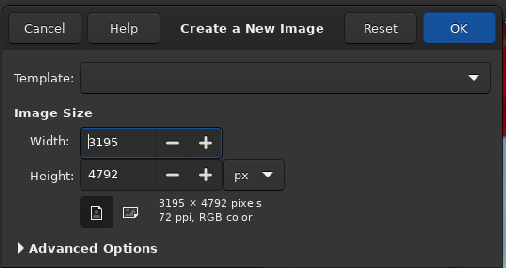 Cancel Help Create a New Image Reset OK
Template:
Image Size
Width: 3195
Height: 4792 px
3195 × 4792 pixels
72 ppi, RGB color
Advanced Options